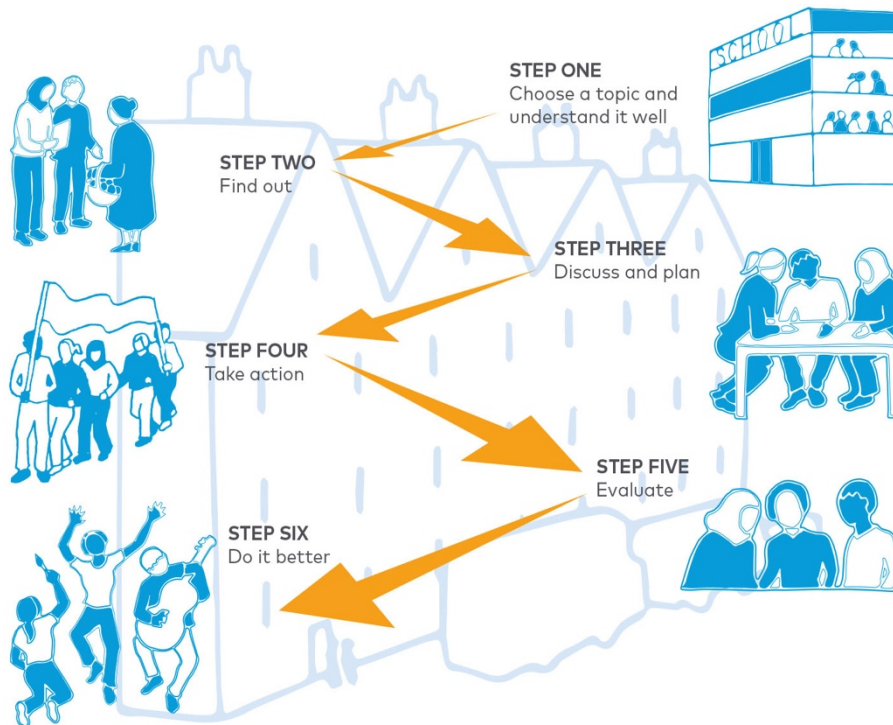 SCHOOL
STEP ONE
Choose a topic and
understand it well
STEP TWO
Find out
STEP THREE
Discuss and plan
STEP FOUR
Take action
STEP FIVE
Evaluate
STEP SIX
Do it better